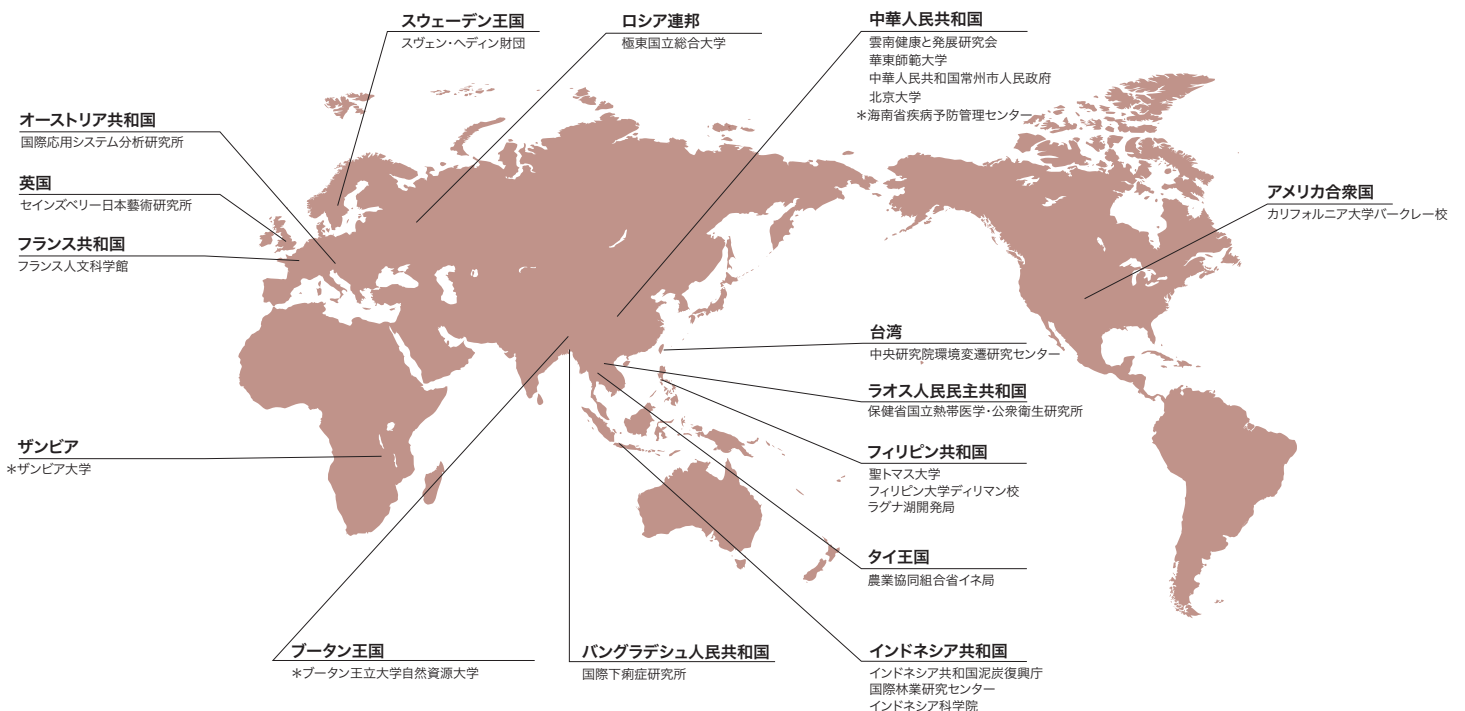 スウェーデン王国
スヴェン・ヘディン財団
ロシア連邦
極東国立総合大学
中華人民共和国
雲南健康と発展研究会
華東師範大学
中華人民共和国常州市人民政府
北京大学
*海南省疾病予防管理センター
オーストリア共和国
国際応用システム分析研究所
英国
セインズベリー日本藝術研究所
フランス共和国
フランス人文科学館
アメリカ合衆国
カリフォルニア大学バークレー校
台湾
中央研究院環境変遷研究センター
ラオス人民民主共和国
保健省国立熱帯医学・公衆衛生研究所
ザンビア
*ザンビア大学
フィリピン共和国
聖トマス大学
フィリピン大学ディリマン校
ラグナ湖開発局
タイ王国
農業協同組合省イネ局
ブータン王国
*ブータン王立大学自然資源大学
バングラデシュ人民共和国
国際下痢症研究所
インドネシア共和国
インドネシア共和国泥炭復興庁
国際林業研究センター
インドネシア科学院